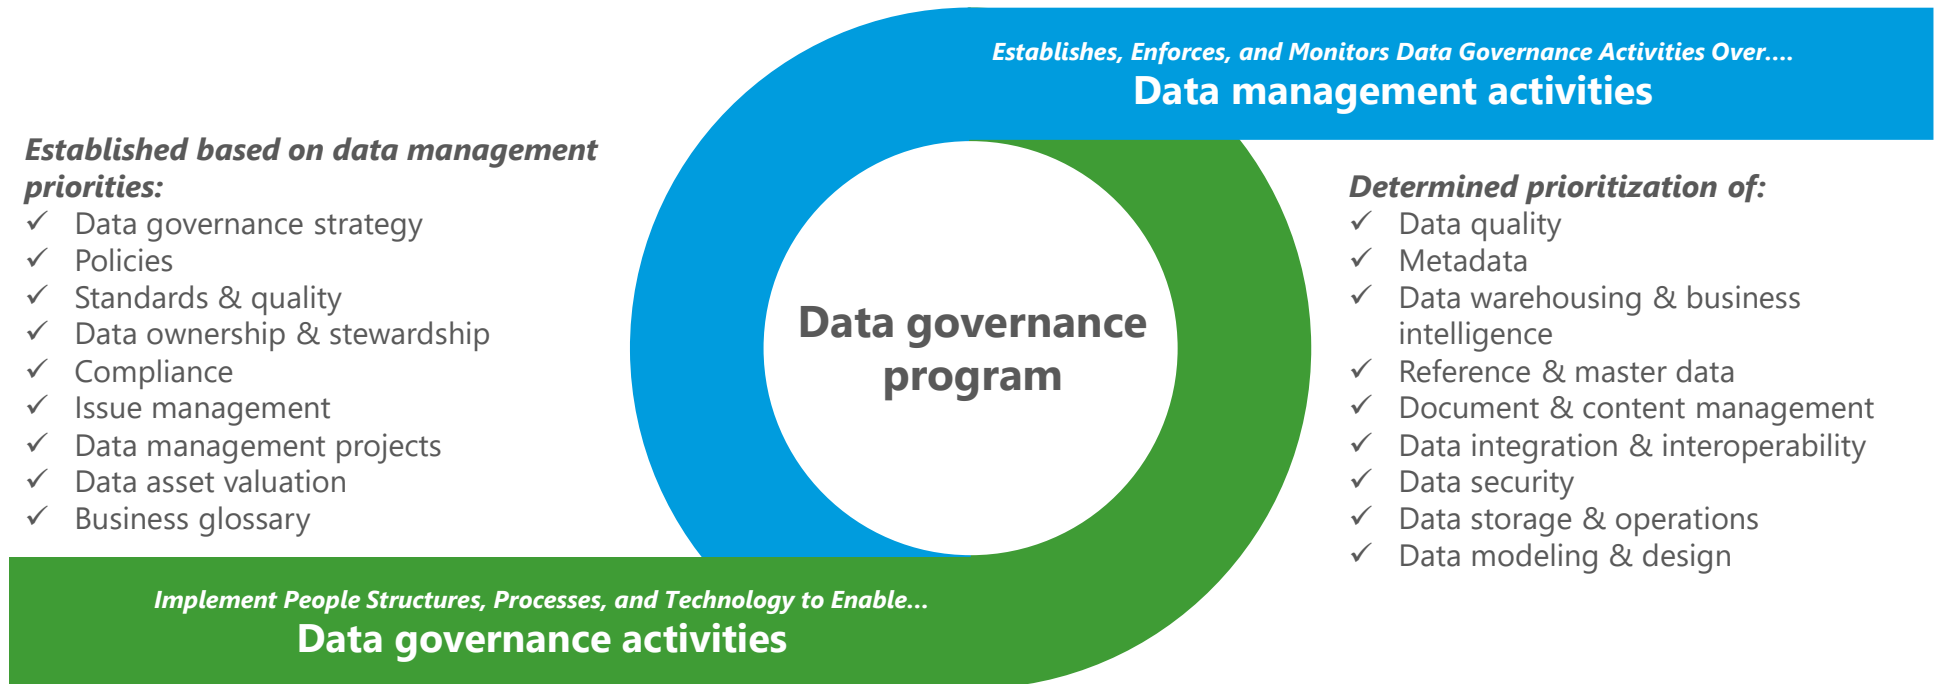 Establishes, Enforces, and Monitors Data Governance Activities Over....
Data management activities
Established based on data management
priorities:
✓ Data governance strategy
✓ Policies
✓ Standards & quality
✓ Data ownership & stewardship
✓ Compliance
✓ Issue management
✓ Data management projects
✓ Data asset valuation
✓ Business glossary
Data governance
program
Determined prioritization of:
✓ Data quality
✓ Metadata
✓ Data warehousing & business
intelligence
✓ Reference & master data
✓ Document & content management
✓ Data integration & interoperability
✓ Data security
✓ Data storage & operations
✓ Data modeling & design
Implement People Structures, Processes, and Technology to Enable...
Data governance activities